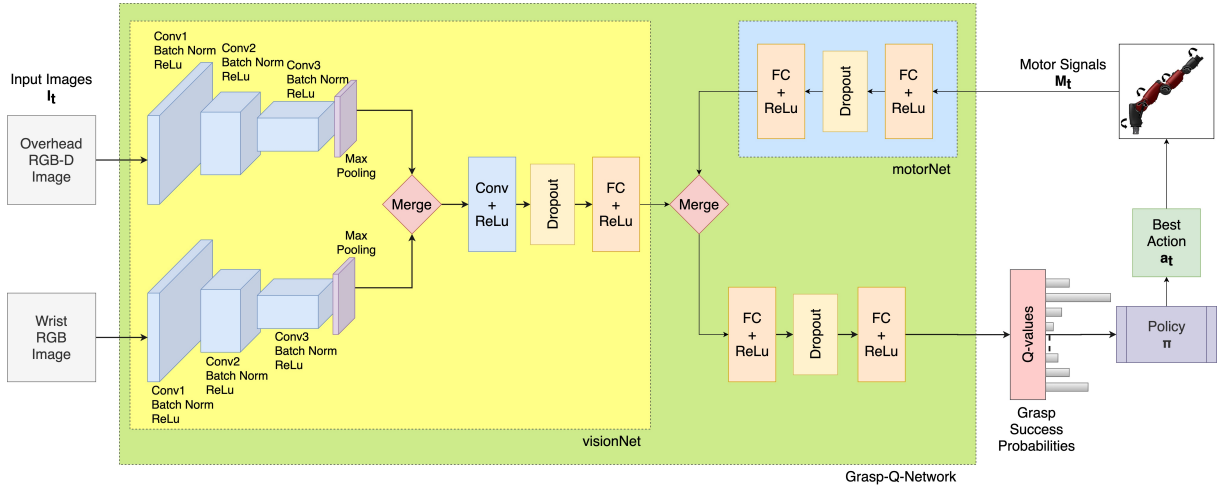 Input Images
I_t
Overhead
RGB-D
Image
Wrist
RGB
Image
Conv1
Batch Norm
ReLu
Conv2
Batch Norm
ReLu
Conv3
Batch Norm
ReLu
Max
Pooling
Conv1
Batch Norm
ReLu
Conv2
Batch Norm
ReLu
Conv3
Batch Norm
ReLu
Max
Pooling
Merge
Conv
+
ReLu
Dropout
FC
+
ReLu
visionNet
Merge
FC
+
ReLu
Dropout
FC
+
ReLu
motorNet
FC
+
ReLu
Dropout
FC
+
ReLu
Grasp-Q-Network
Motor Signals
M_t
Q-values
Grasp
Success
Probabilities
Policy
π
Best
Action
a_t